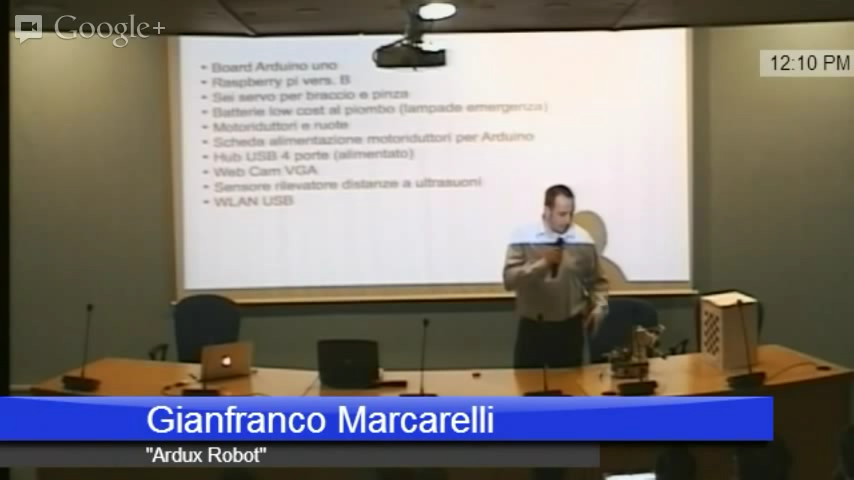 Google+
12:10 PM
• Board Arduino uno
• Raspberry pi vers. B
• Sei servo per braccio e pinza
• Batterie low cost al piombo (lampade emergenza)
• Motoriduttori e ruote
• Scheda alimentazione motoriduttori per Arduino
• Hub USB 4 porte (alimentato)
• Web Cam VGA
• Sensore rilevatore distanze a ultrasuoni
• WLAN USB
Gianfranco Marcarelli
"Ardux Robot"